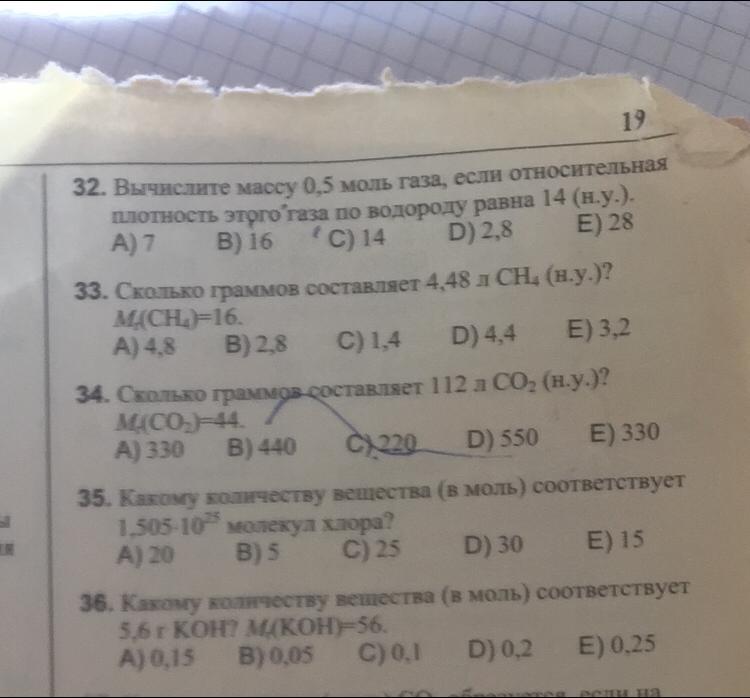 19
32. Вычислите массу 0,5 моль газа, если относительная
плотность этого газа по водороду равна 14 (н.у.).
A) 7 B) 16 C) 14 D) 2,8 E) 28
33. Сколько граммов составляет 4,48 л CH₄ (н.у.)?
Mᵣ(CH₄)=16.
A) 4,8 B) 2,8 C) 1,4 D) 4,4 E) 3,2
34. Сколько граммов составляет 112 л CO₂ (н.у.)?
Mᵣ(CO₂)=44.
A) 330 B) 440 C) 220 D) 550 E) 330
35. Какому количеству вещества (в моль) соответствует
1,505·10²⁵ молекул хлора?
A) 20 B) 5 C) 25 D) 30 E) 15
36. Какому количеству вещества (в моль) соответствует
5,6 г KOH? Mᵣ(KOH)=56.
A) 0,15 B) 0,05 C) 0,1 D) 0,2 E) 0,25